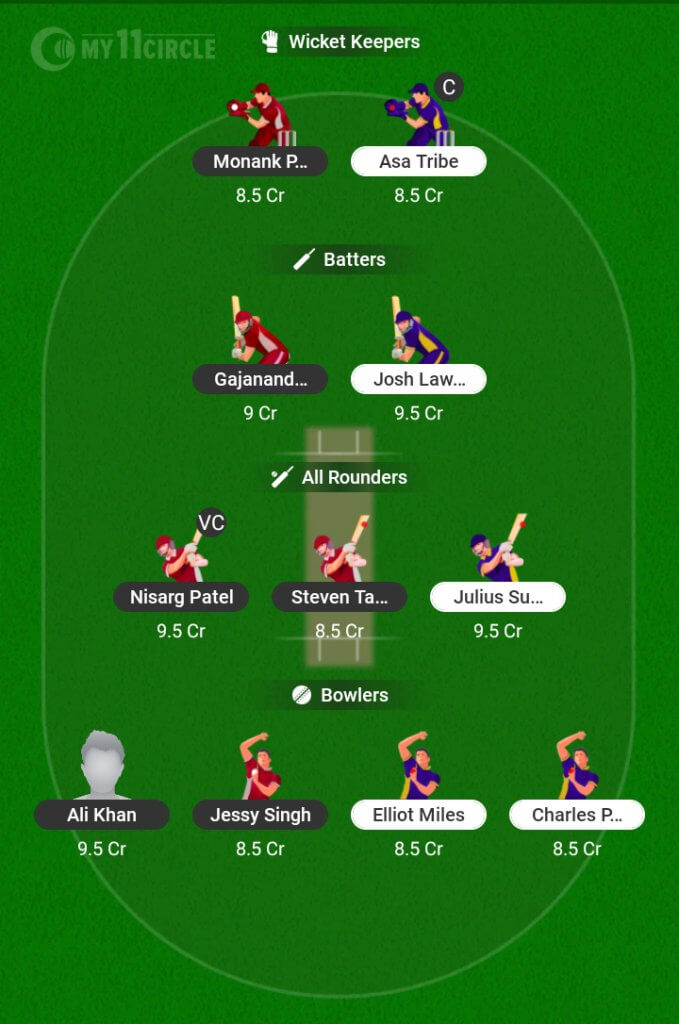 MY11CIRCLE
Wicket Keepers
C
Monank P...
Asa Tribe
8.5 Cr
8.5 Cr
Batters
Gajanand...
Josh Law...
9 Cr
9.5 Cr
All Rounders
VC
Nisarg Patel
Steven Ta...
Julius Su...
9.5 Cr
8.5 Cr
9.5 Cr
Bowlers
Ali Khan
Jessy Singh
Elliot Miles
Charles P...
9.5 Cr
8.5 Cr
8.5 Cr
8.5 Cr